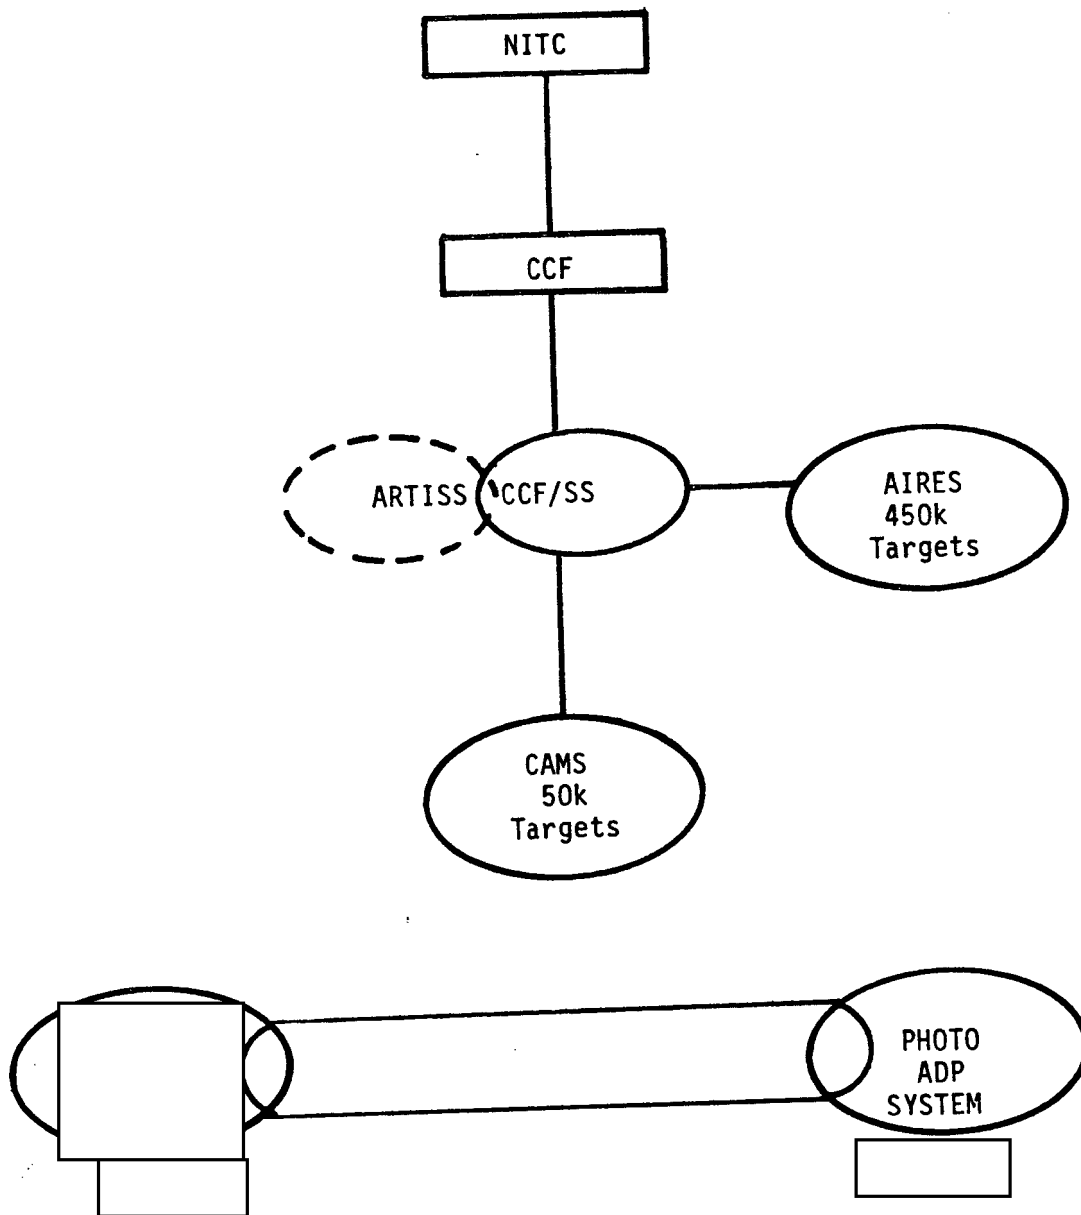 NITC
CCF
ARTISS
CCF/SS
AIRES
450k
Targets
CAMS
50k
Targets
PHOTO
ADP
SYSTEM